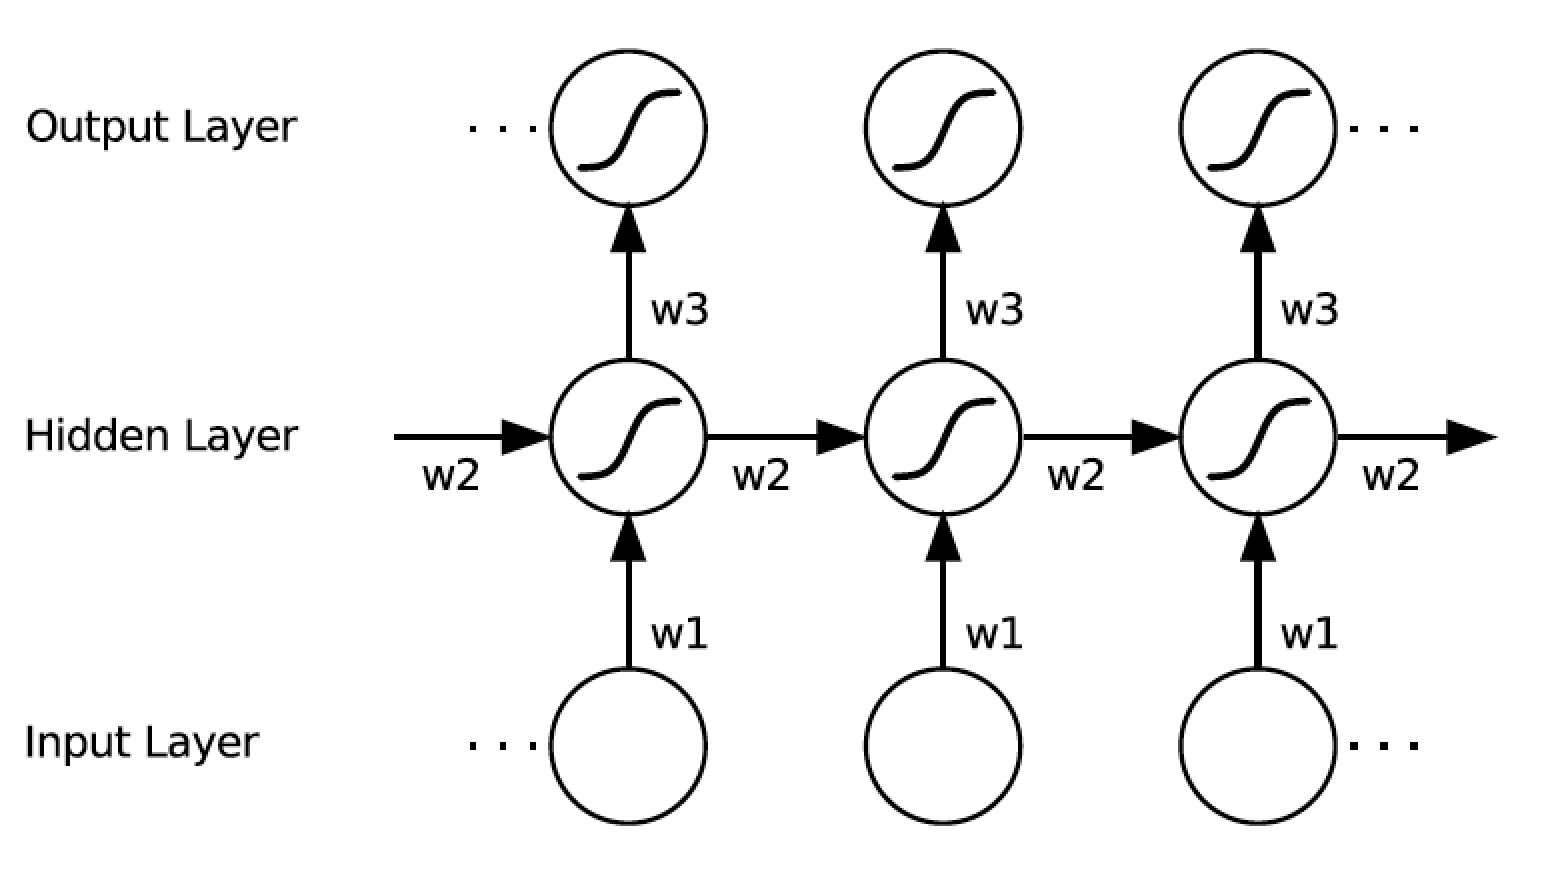 Output Layer
. . .
. . .
w3 w3 w3
Hidden Layer
w2 w2 w2 w2
w1 w1 w1
Input Layer
. . .
. . .